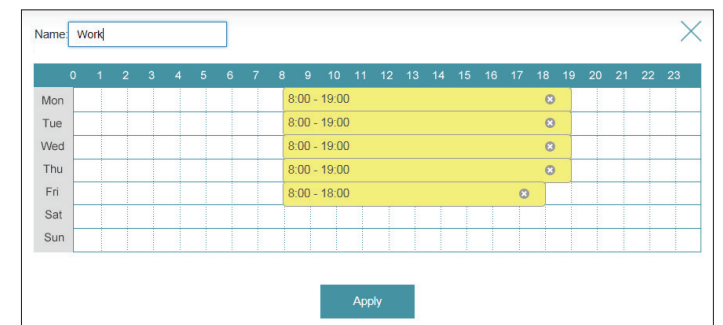 Name: Work
0 1 2 3 4 5 6 7 8 9 10 11 12 13 14 15 16 17 18 19 20 21 22 23
Mon 8:00 - 19:00
Tue 8:00 - 19:00
Wed 8:00 - 19:00
Thu 8:00 - 19:00
Fri 8:00 - 18:00
Sat
Sun
Apply